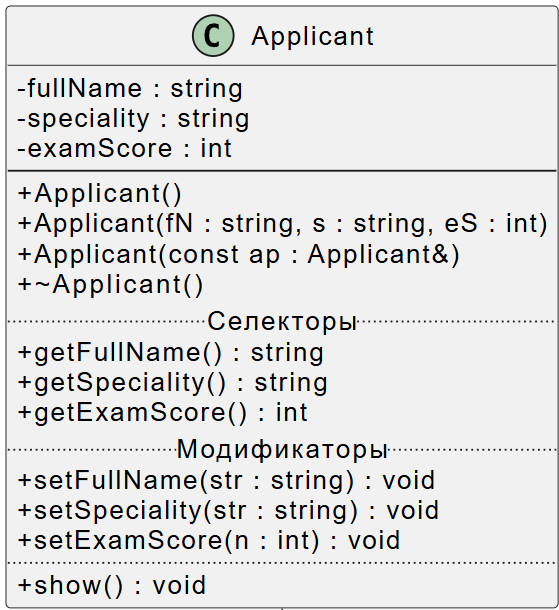 C Applicant
-fullName : string
-speciality : string
-examScore : int
+Applicant()
+Applicant(fN : string, s : string, eS : int)
+Applicant(const ap : Applicant&)
+~Applicant()
Селекторы
+getFullName() : string
+getSpeciality() : string
+getExamScore() : int
Модификаторы
+setFullName(str : string) : void
+setSpeciality(str : string) : void
+setExamScore(n : int) : void
+show() : void